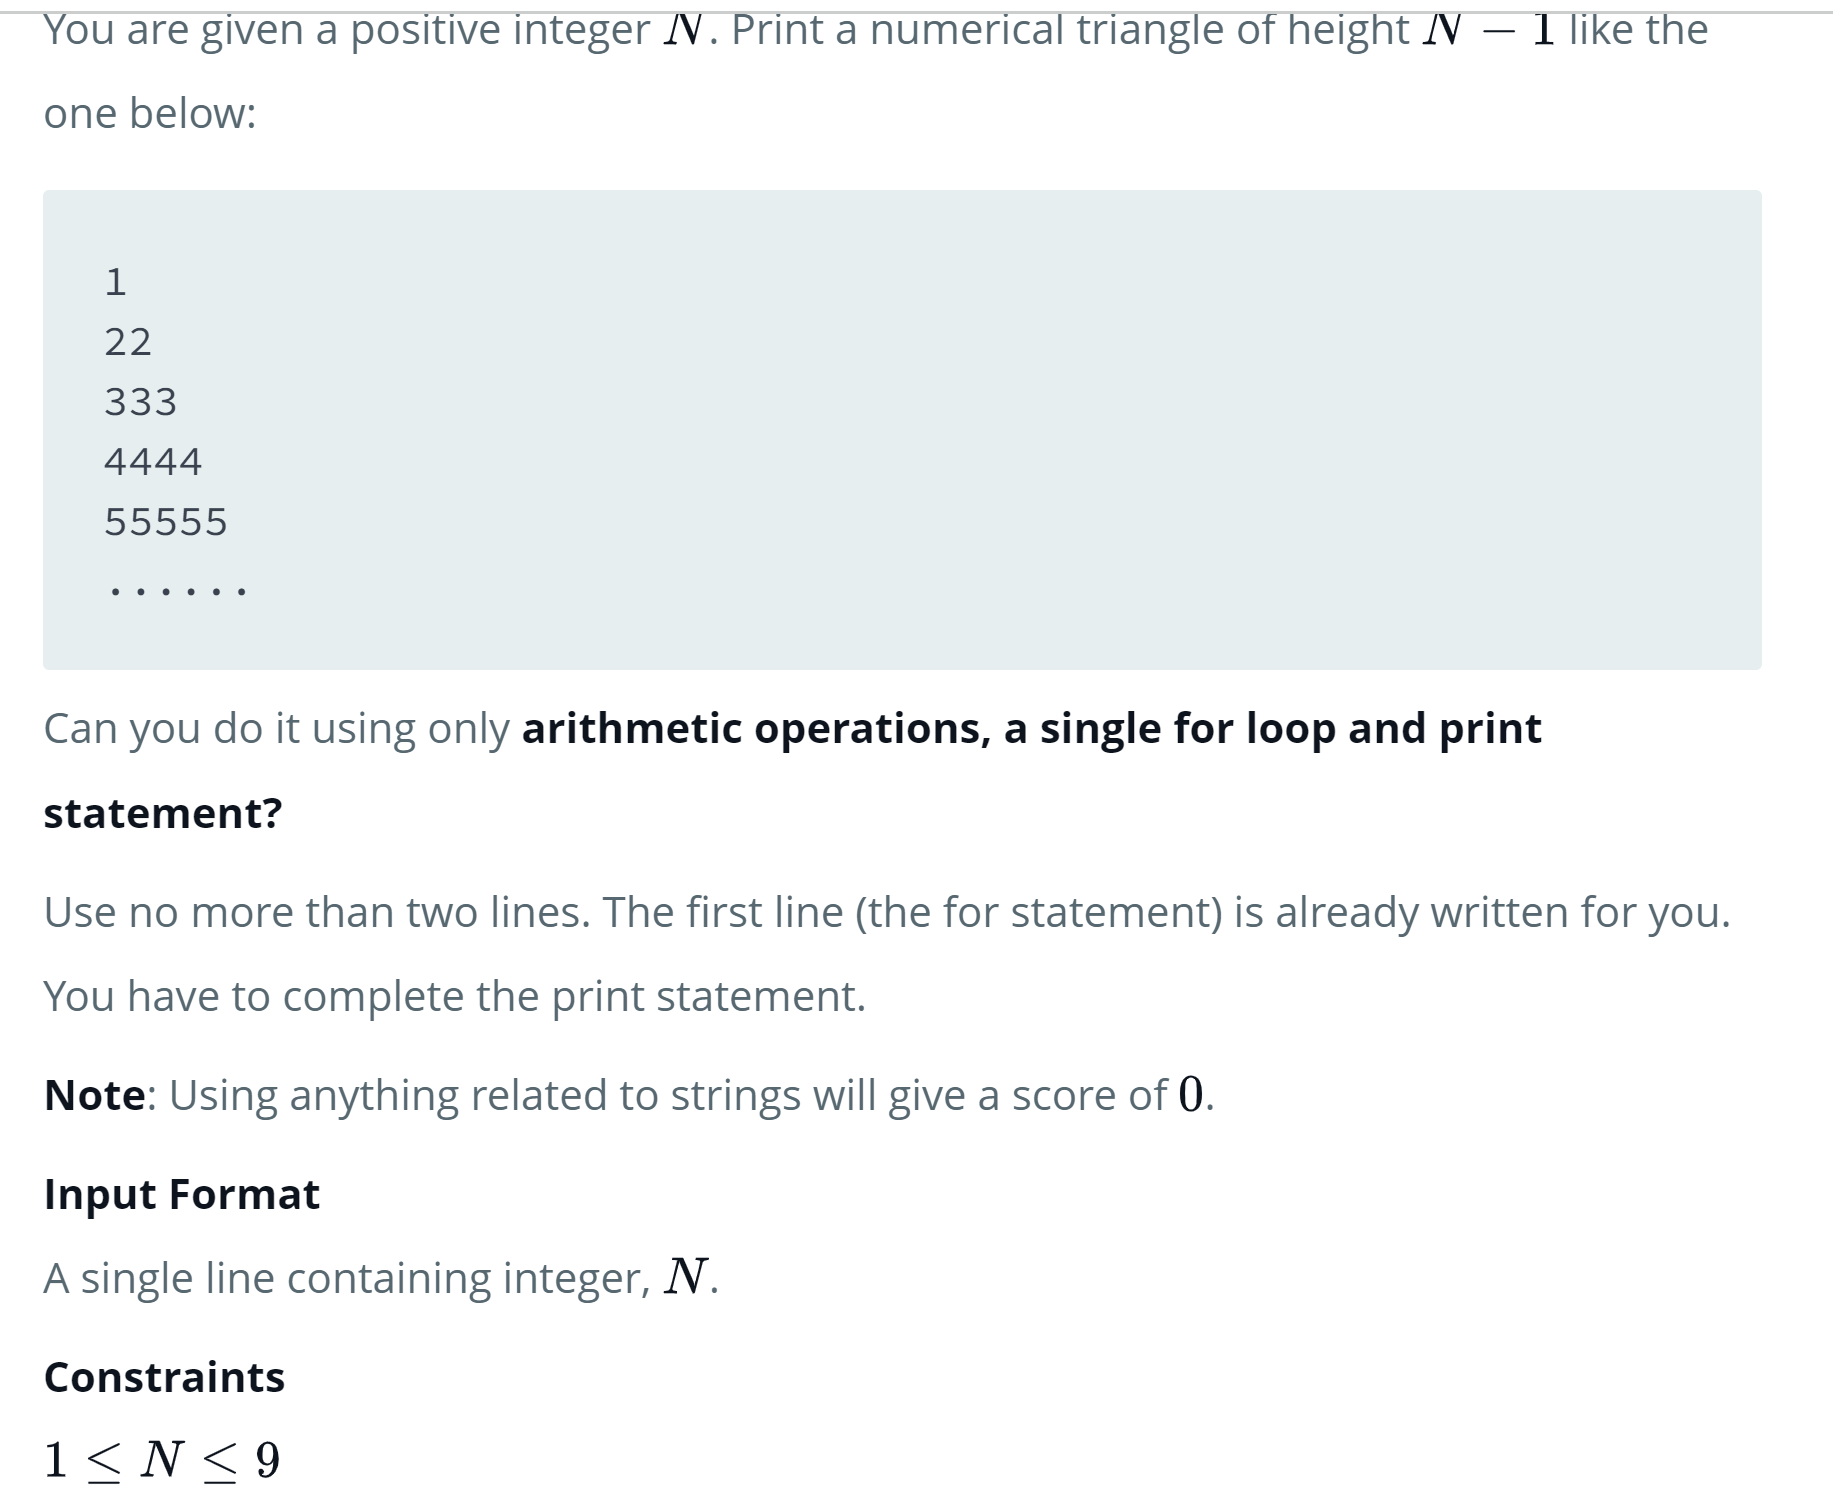 You are given a positive integer N. Print a numerical triangle of height N − 1 like the
one below:
1
22
333
4444
55555
......
Can you do it using only arithmetic operations, a single for loop and print
statement?
Use no more than two lines. The first line (the for statement) is already written for you.
You have to complete the print statement.
Note: Using anything related to strings will give a score of 0.
Input Format
A single line containing integer, N.
Constraints
1 ≤ N ≤ 9